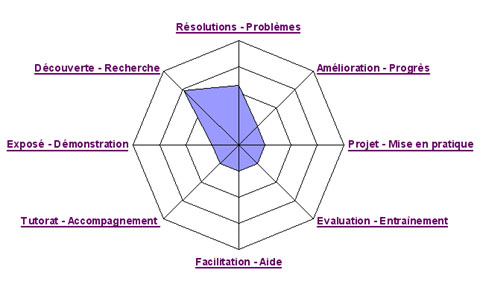 Résolutions - Problèmes
Découverte - Recherche
Amélioration - Progrès
Exposé - Démonstration
Projet - Mise en pratique
Tutorat - Accompagnement
Evaluation - Entraînement
Facilitation - Aide